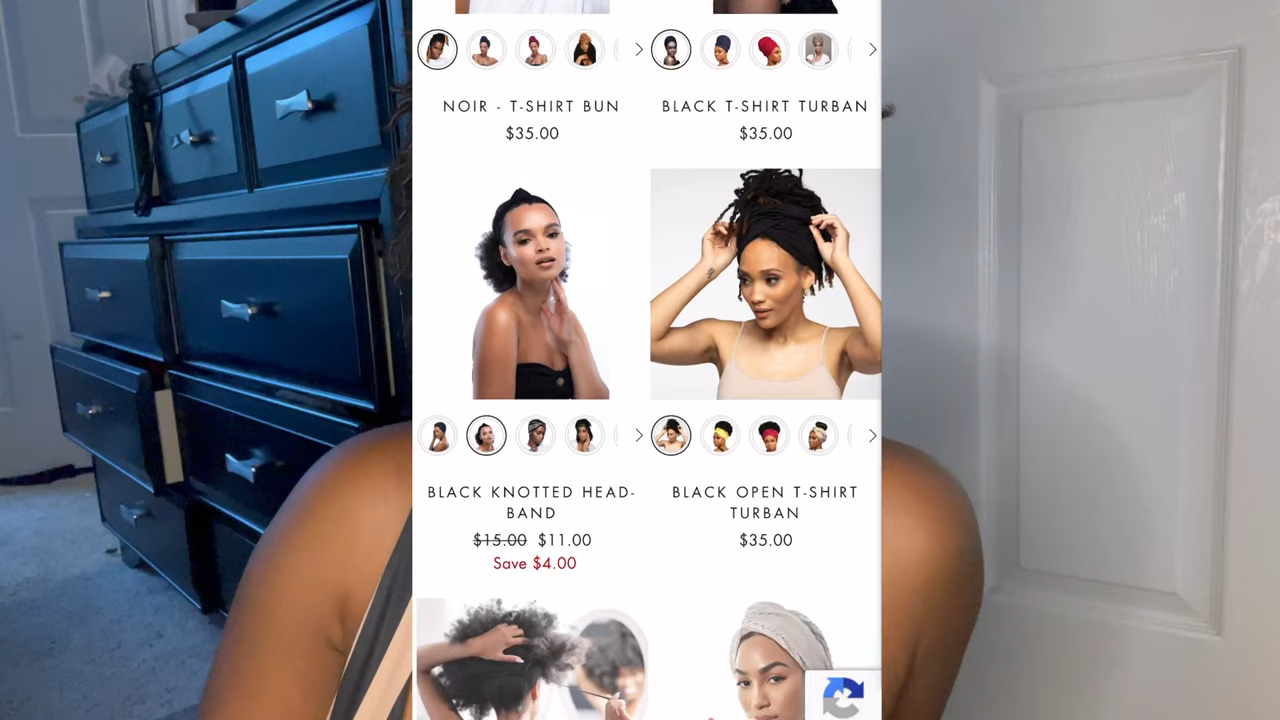 NOIR - T-SHIRT BUN
$35.00
BLACK T-SHIRT TURBAN
$35.00
BLACK KNOTTED HEAD-
BAND
$15.00 $11.00
Save $4.00
BLACK OPEN T-SHIRT
TURBAN
$35.00